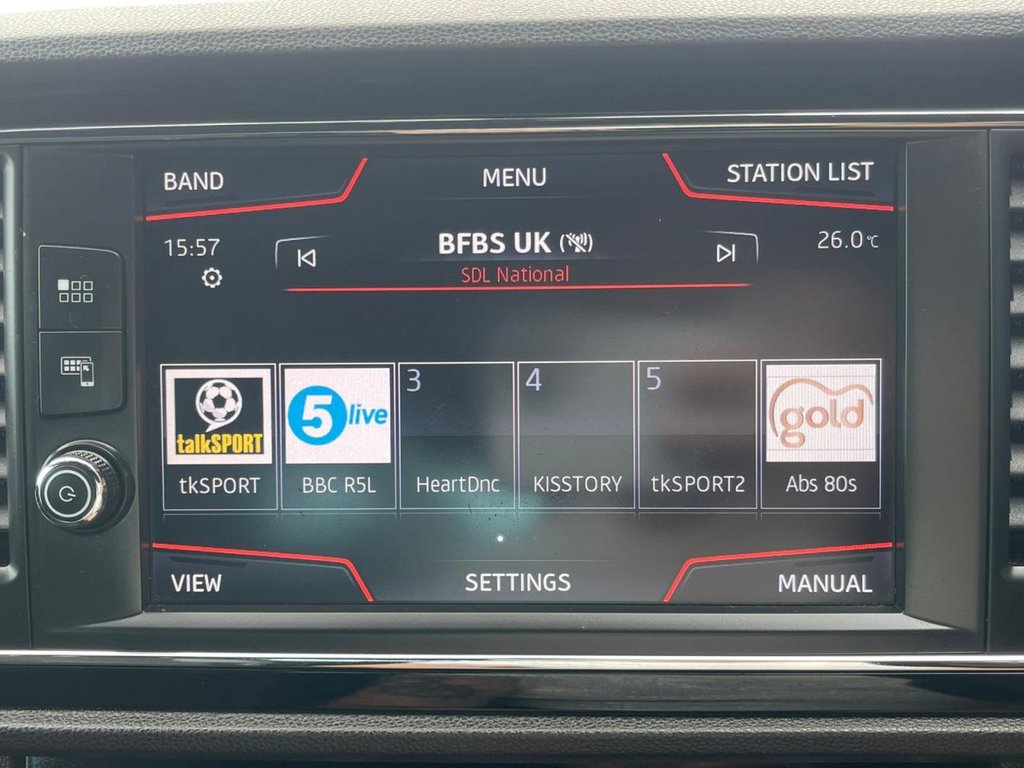 BAND
MENU
STATION LIST
15:57
BFBS UK
26.0°C
SDL National
talkSPORT
5 live
3
4
5
gold
tkSPORT
BBC R5L
HeartDnc
KISSTORY
tkSPORT2
Abs 80s
VIEW
SETTINGS
MANUAL